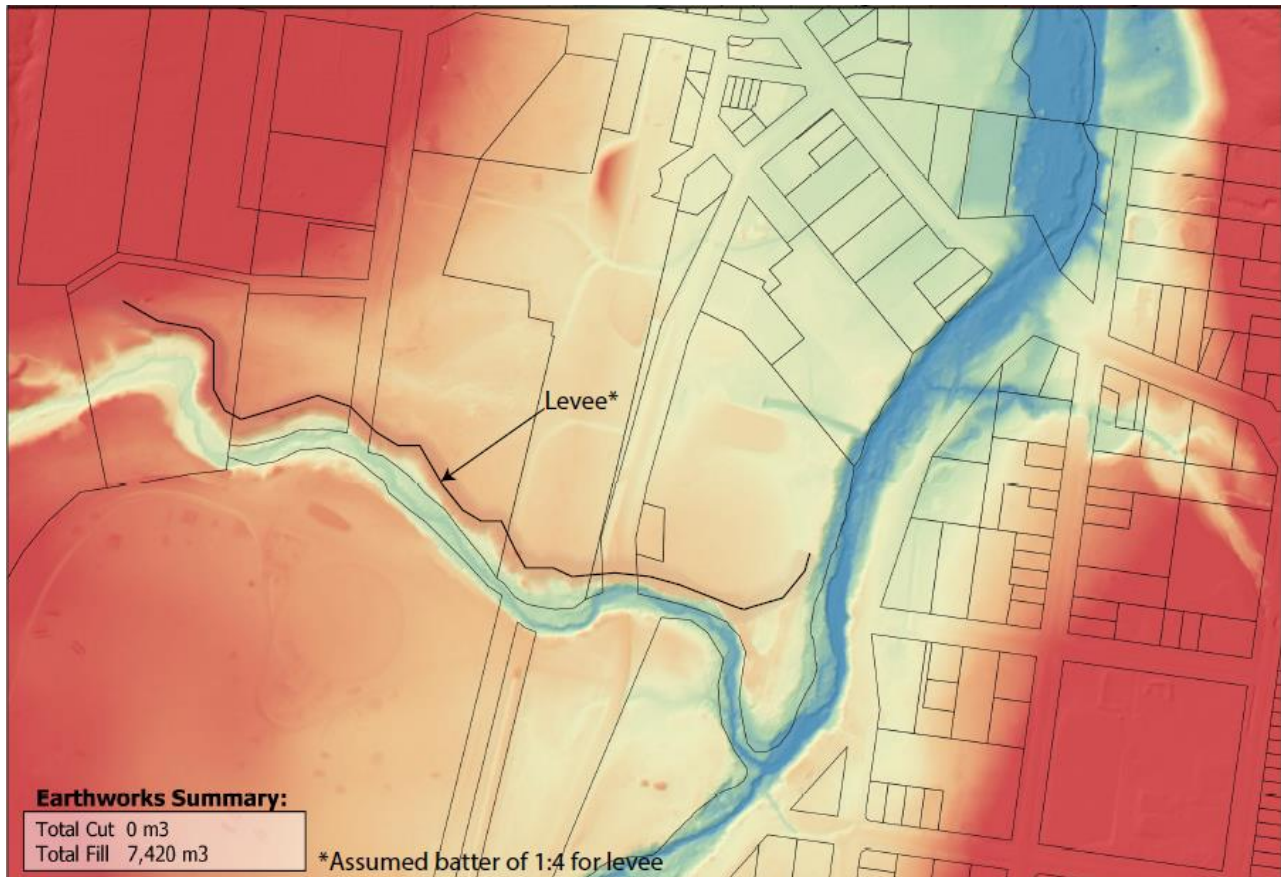 Levee*
Earthworks Summary:
Total Cut 0 m3
Total Fill 7,420 m3
*Assumed batter of 1:4 for levee